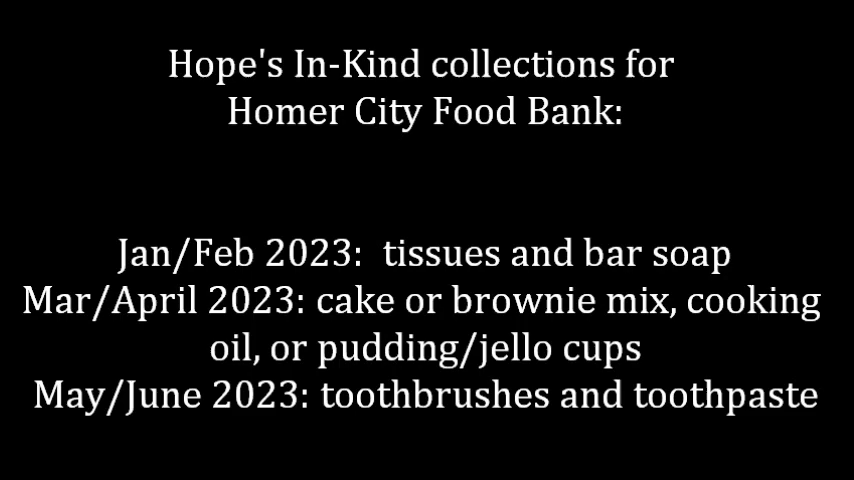 Hope's In-Kind collections for
Homer City Food Bank:
Jan/Feb 2023:  tissues and bar soap
Mar/April 2023: cake or brownie mix, cooking
oil, or pudding/jello cups
May/June 2023: toothbrushes and toothpaste